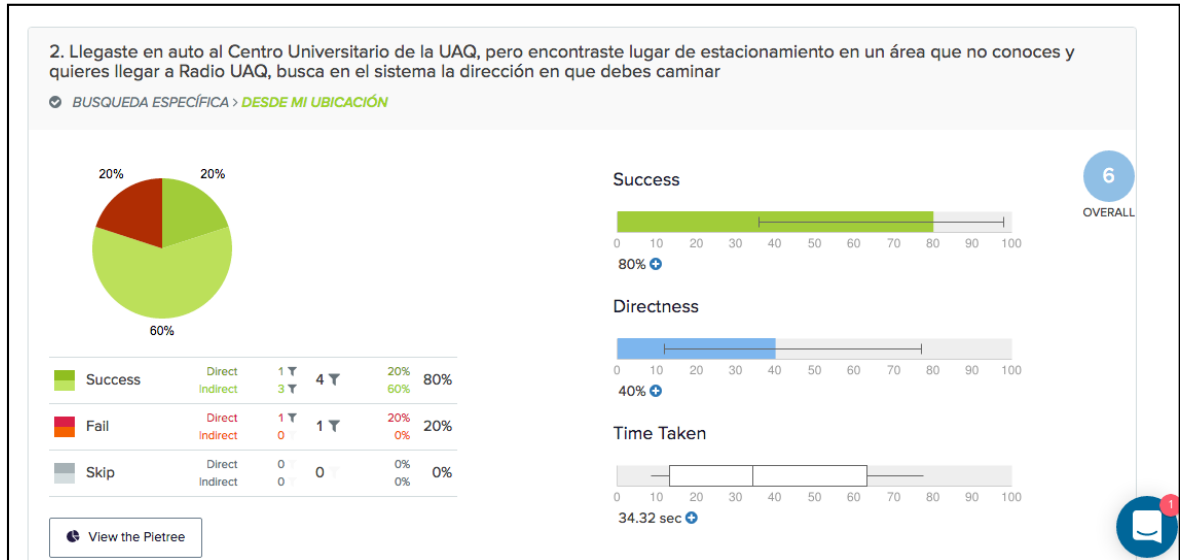 2. Llegaste en auto al Centro Universitario de la UAQ, pero encontraste lugar de estacionamiento en un área que no conoces y
quieres llegar a Radio UAQ, busca en el sistema la dirección en que debes caminar
BUSQUEDA ESPECÍFICA > DESDE MI UBICACIÓN
20% 20%
60%
Success Direct 1 4 20% 80%
Indirect 3 60%
Fail Direct 1 1 20% 20%
Indirect 0 0%
Skip Direct 0 0 0% 0%
Indirect 0 0%
View the Pietree
Success
0 10 20 30 40 50 60 70 80 90 100
80%
Directness
0 10 20 30 40 50 60 70 80 90 100
40%
Time Taken
0 10 20 30 40 50 60 70 80 90 100
34.32 sec
6
OVERALL
1